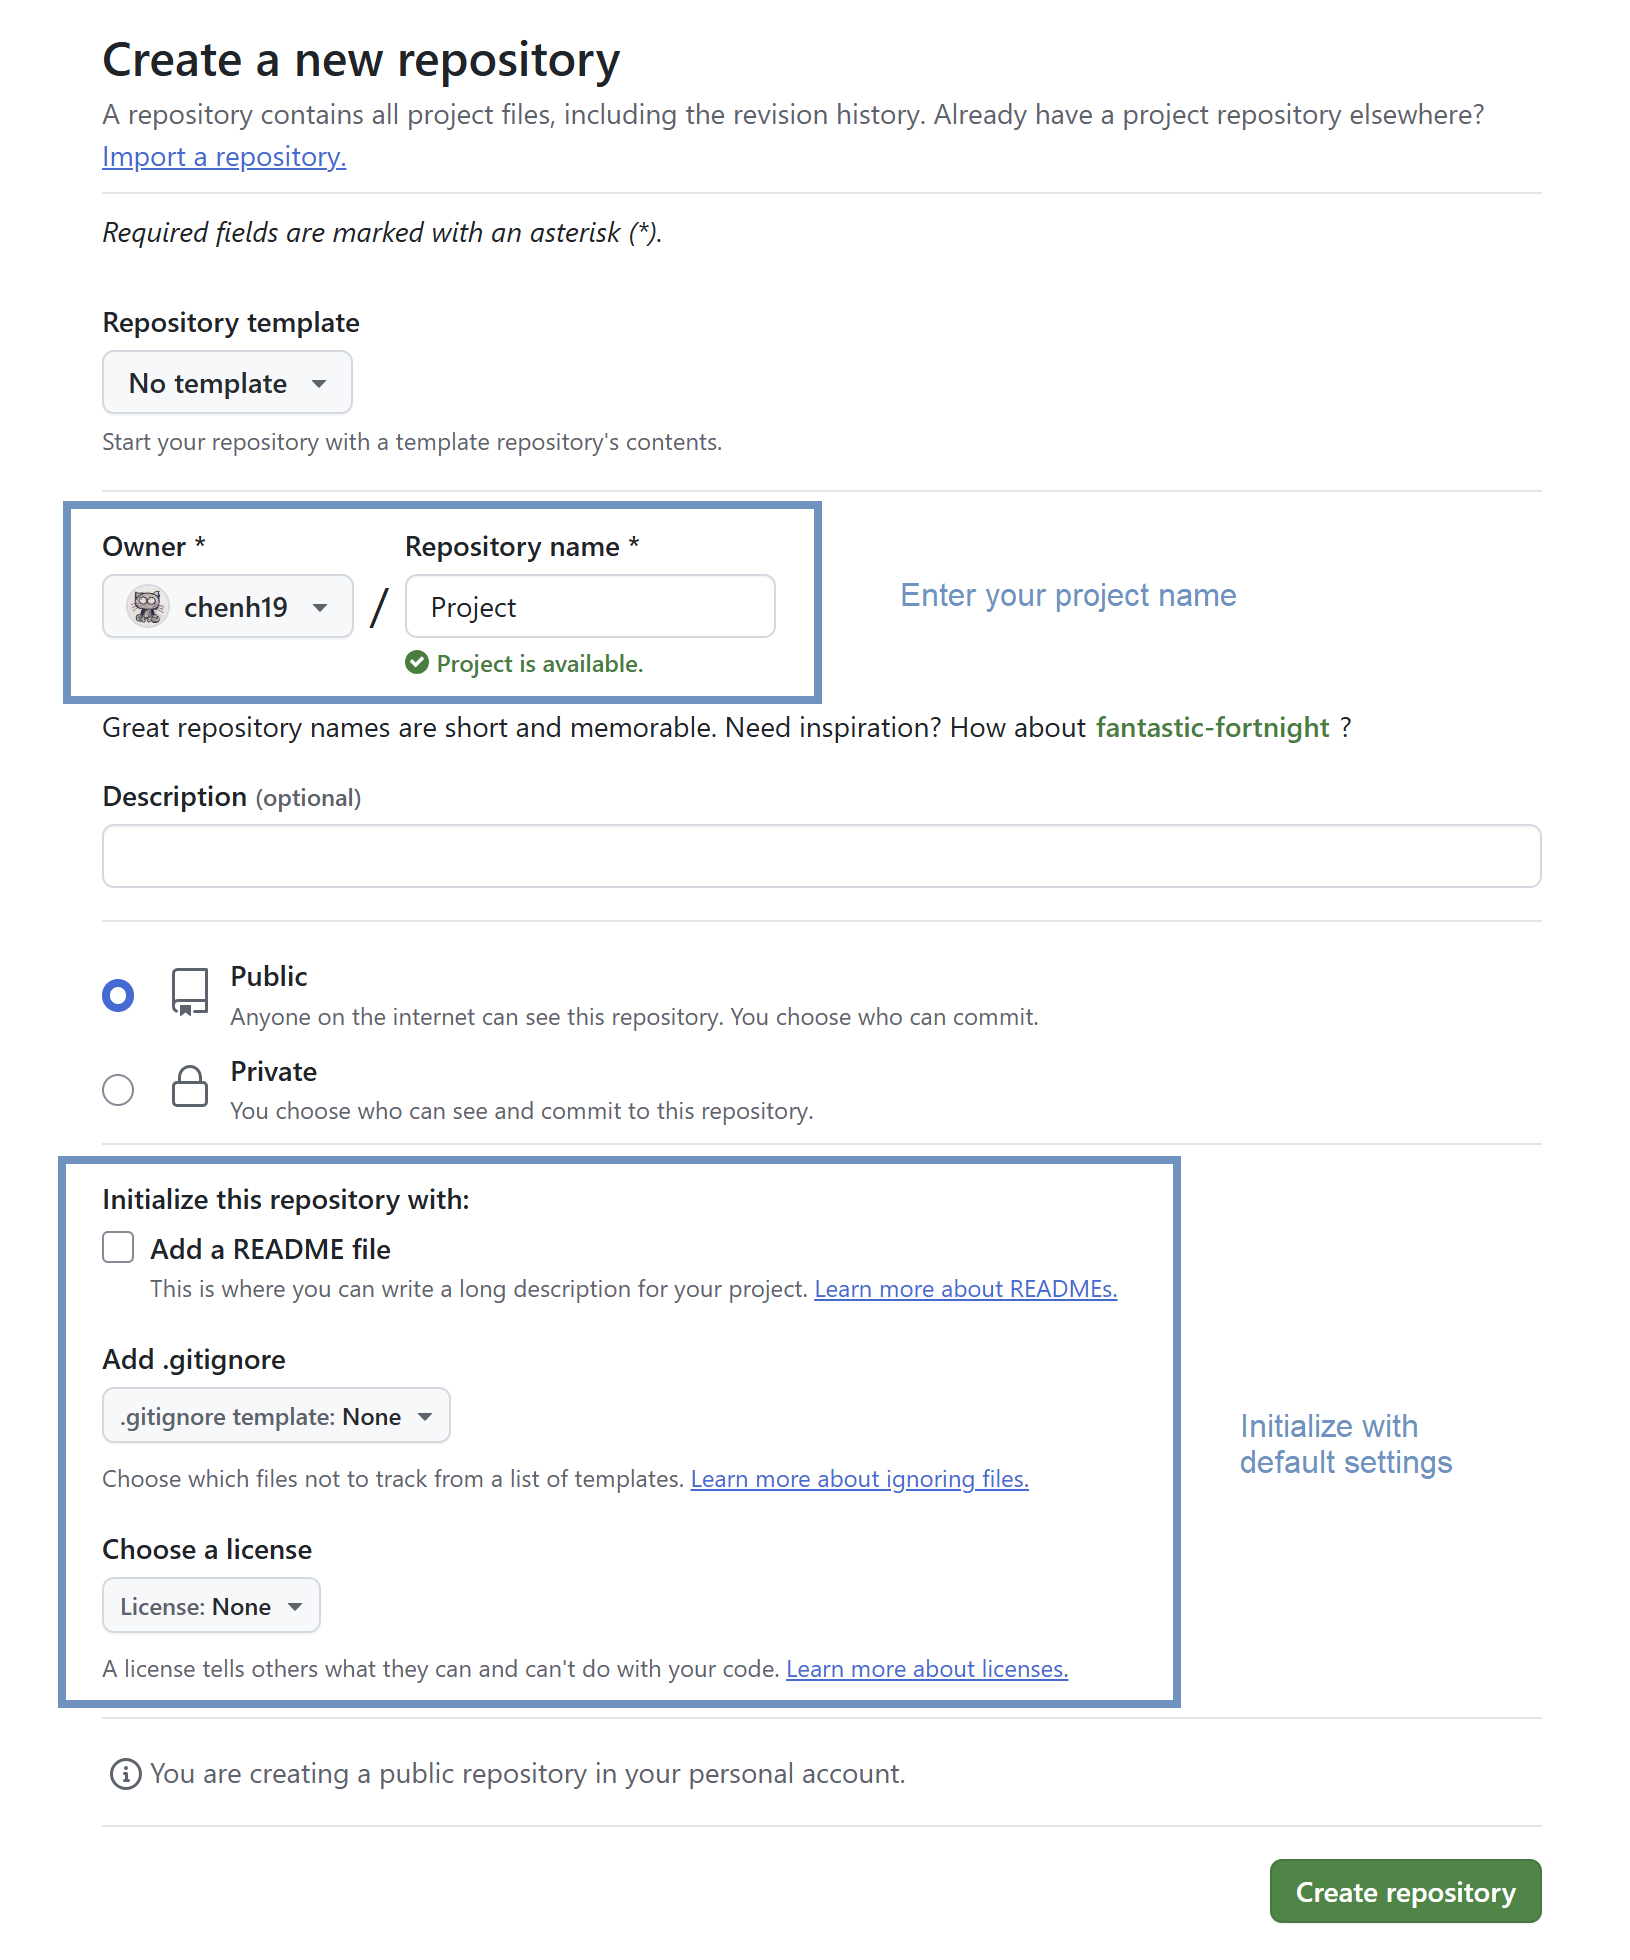 Create a new repository
A repository contains all project files, including the revision history. Already have a project repository elsewhere?
Import a repository.
Required fields are marked with an asterisk (*).
Repository template
No template
Start your repository with a template repository's contents.
Owner *
Repository name *
chenh19
/
Project
Project is available.
Enter your project name
Great repository names are short and memorable. Need inspiration? How about fantastic-fortnight ?
Description (optional)
Public
Anyone on the internet can see this repository. You choose who can commit.
Private
You choose who can see and commit to this repository.
Initialize this repository with:
Add a README file
This is where you can write a long description for your project. Learn more about READMEs.
Add .gitignore
.gitignore template: None
Choose which files not to track from a list of templates. Learn more about ignoring files.
Initialize with
default settings
Choose a license
License: None
A license tells others what they can and can't do with your code. Learn more about licenses.
You are creating a public repository in your personal account.
Create repository